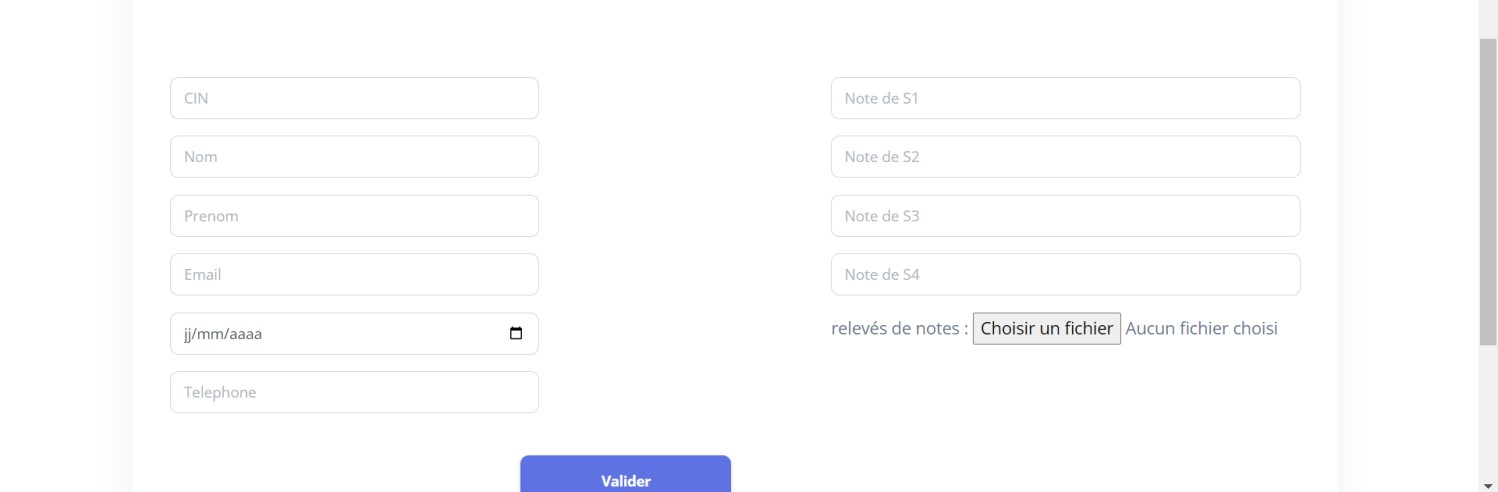 CIN
Nom
Prenom
Email
jj/mm/aaaa
Telephone
Note de S1
Note de S2
Note de S3
Note de S4
relevés de notes : Choisir un fichier Aucun fichier choisi
Valider